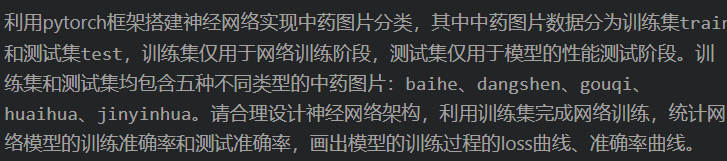 利用pytorch框架搭建神经网络实现中药图片分类，其中中药图片数据分为训练集train
和测试集test，训练集仅用于网络训练阶段，测试集仅用于模型的性能测试阶段。训
练集和测试集均包含五种不同类型的中药图片：baihe、dangshen、gouqi、
huaihua、jinyinhua。请合理设计神经网络架构，利用训练集完成网络训练，统计网
络模型的训练准确率和测试准确率，画出模型的训练过程的loss曲线、准确率曲线。